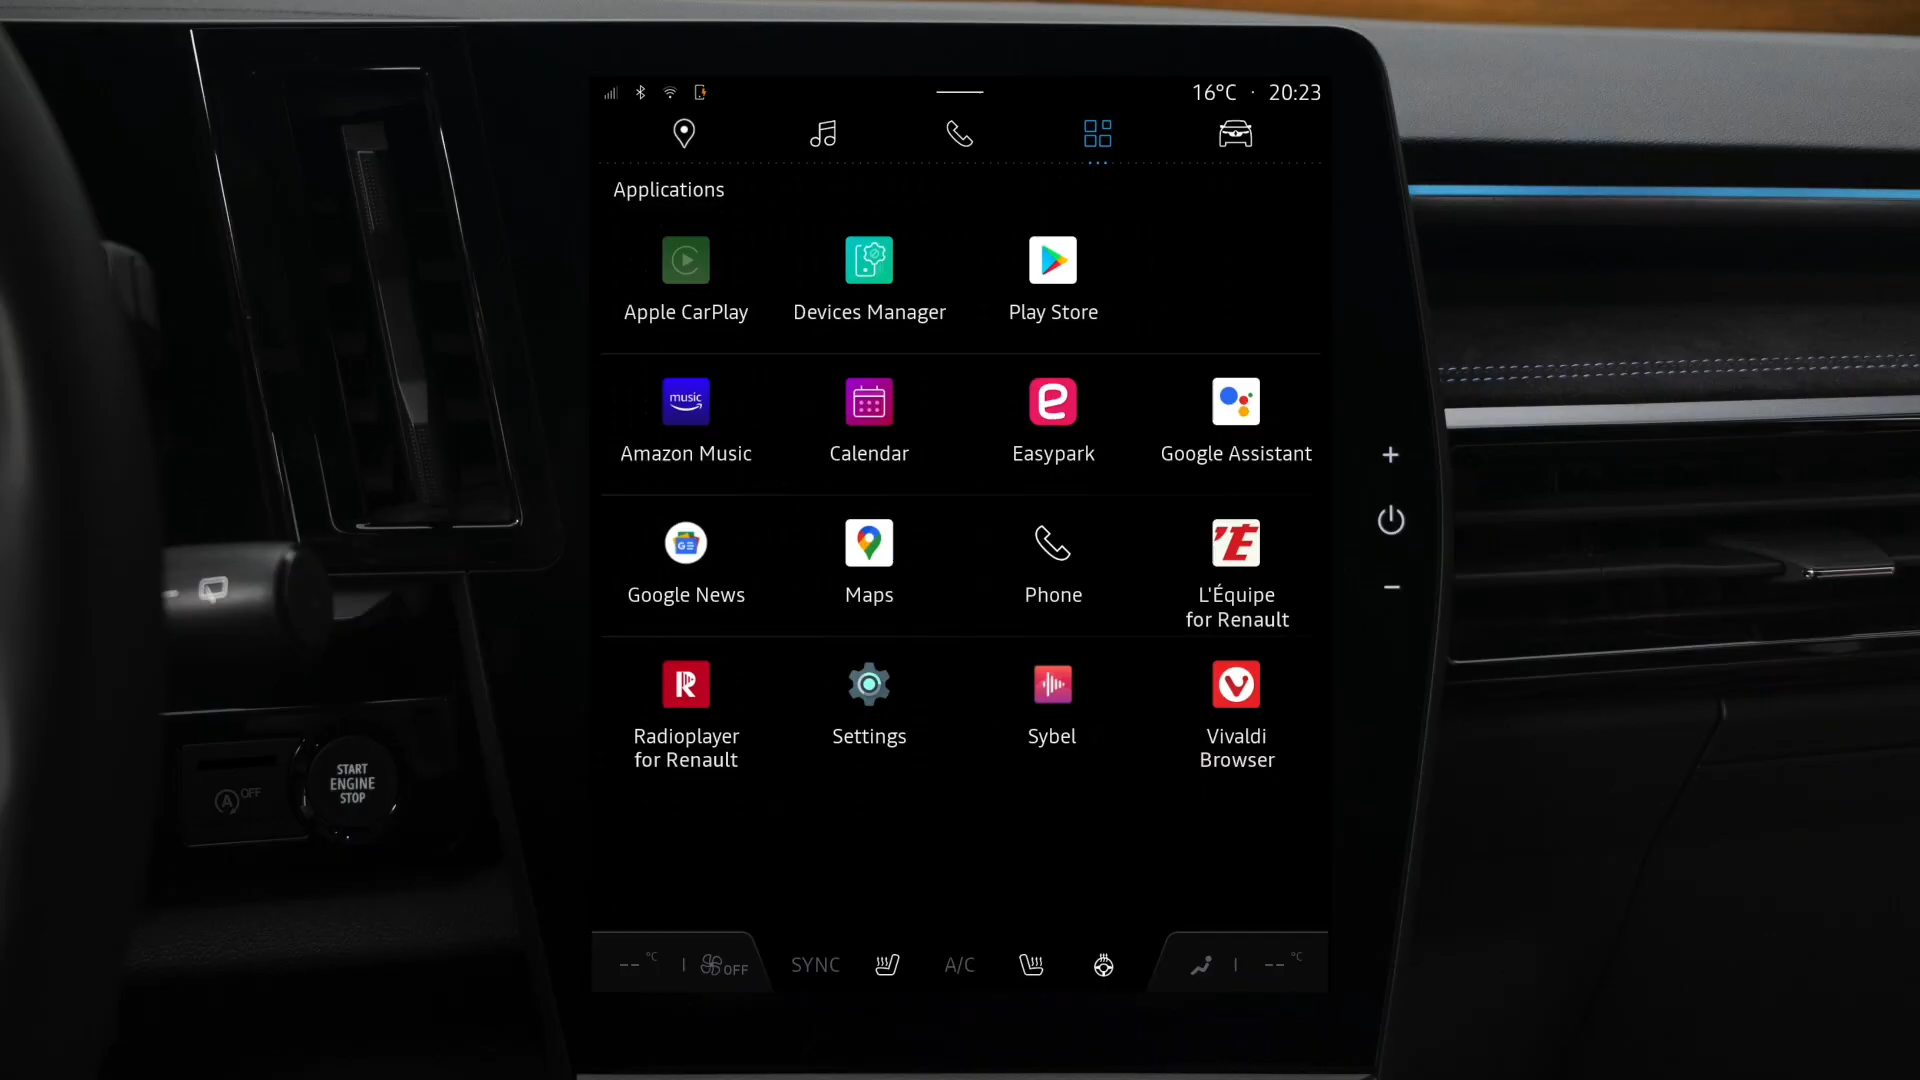 16°C · 20:23
Applications
Apple CarPlay
Devices Manager
Play Store
music
Amazon Music
Calendar
e
Easypark
Google Assistant
GE
Google News
Maps
Phone
'É
L'Équipe
for Renault
R
Radioplayer
for Renault
Settings
Sybel
Vivaldi
Browser
+
−
A OFF
START
ENGINE
STOP
-- °C
OFF
SYNC
A/C
-- °C